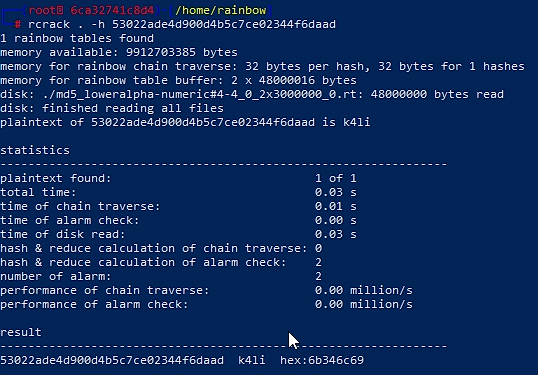 root㉿ 6ca32741c8d4 /home/rainbow
# rcrack . -h 53022ade4d900d4b5c7ce02344f6daad
1 rainbow tables found
memory available: 9912703385 bytes
memory for rainbow chain traverse: 32 bytes per hash, 32 bytes for 1 hashes
memory for rainbow table buffer: 2 x 48000016 bytes
disk: ./md5_loweralpha-numeric#4-4_0_2x3000000_0.rt: 48000000 bytes read
disk: finished reading all files
plaintext of 53022ade4d900d4b5c7ce02344f6daad is k4li
statistics
----------------------------------------------------------------
plaintext found: 1 of 1
total time: 0.03 s
time of chain traverse: 0.01 s
time of alarm check: 0.00 s
time of disk read: 0.03 s
hash & reduce calculation of chain traverse: 0
hash & reduce calculation of alarm check: 2
number of alarm: 2
performance of chain traverse: 0.00 million/s
performance of alarm check: 0.00 million/s
result
----------------------------------------------------------------
53022ade4d900d4b5c7ce02344f6daad k4li hex:6b346c69